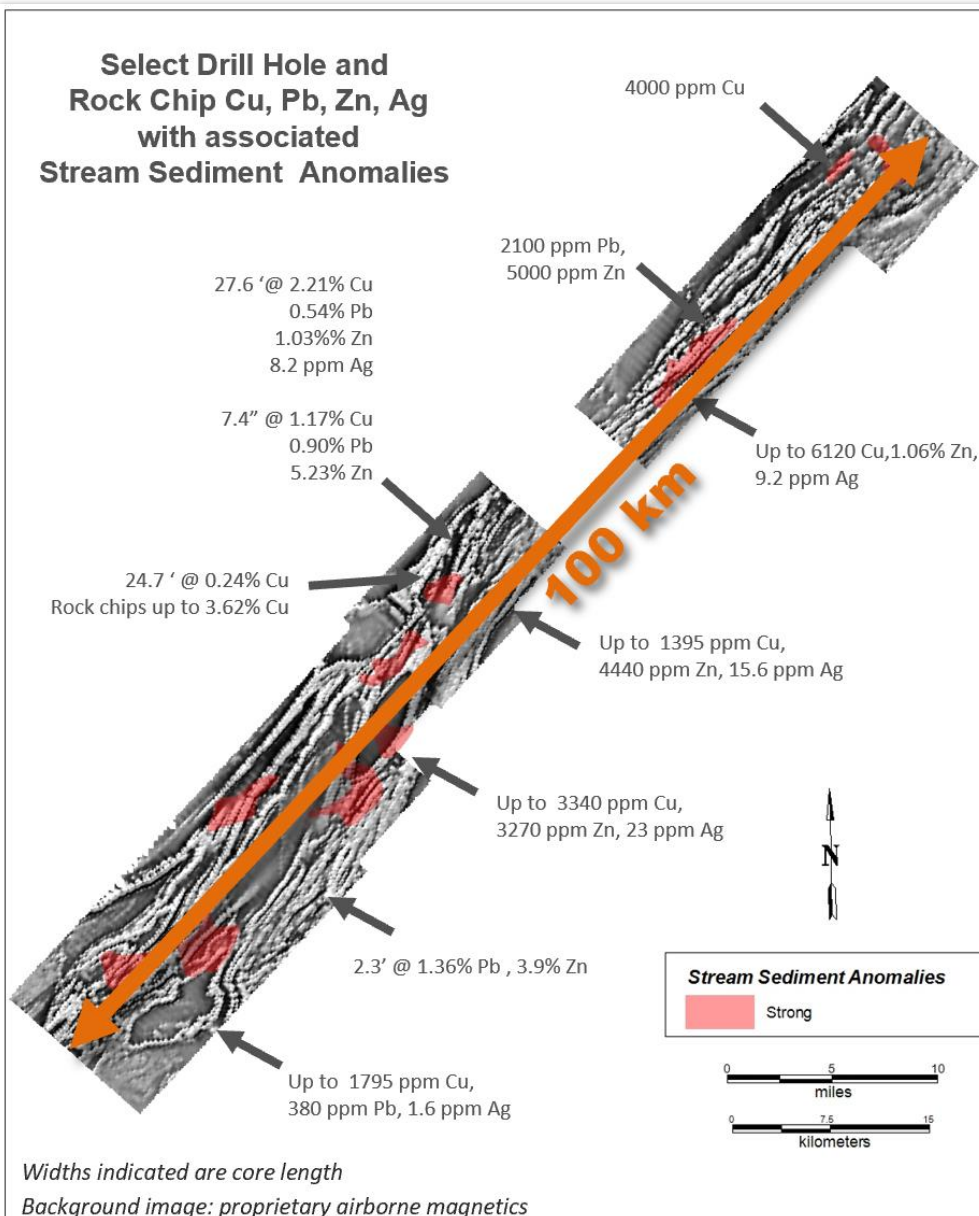 Select Drill Hole and
Rock Chip Cu, Pb, Zn, Ag
with associated
Stream Sediment Anomalies
4000 ppm Cu
2100 ppm Pb,
5000 ppm Zn
27.6 ‘@ 2.21% Cu
0.54% Pb
1.03%% Zn
8.2 ppm Ag
7.4” @ 1.17% Cu
0.90% Pb
5.23% Zn
Up to 6120 Cu,1.06% Zn,
9.2 ppm Ag
100 km
24.7 ‘ @ 0.24% Cu
Rock chips up to 3.62% Cu
Up to 1395 ppm Cu,
4440 ppm Zn, 15.6 ppm Ag
Up to 3340 ppm Cu,
3270 ppm Zn, 23 ppm Ag
N
2.3’ @ 1.36% Pb , 3.9% Zn
Stream Sediment Anomalies
Strong
0 5 10
miles
0 7.5 15
kilometers
Up to 1795 ppm Cu,
380 ppm Pb, 1.6 ppm Ag
Widths indicated are core length
Background image: proprietary airborne magnetics